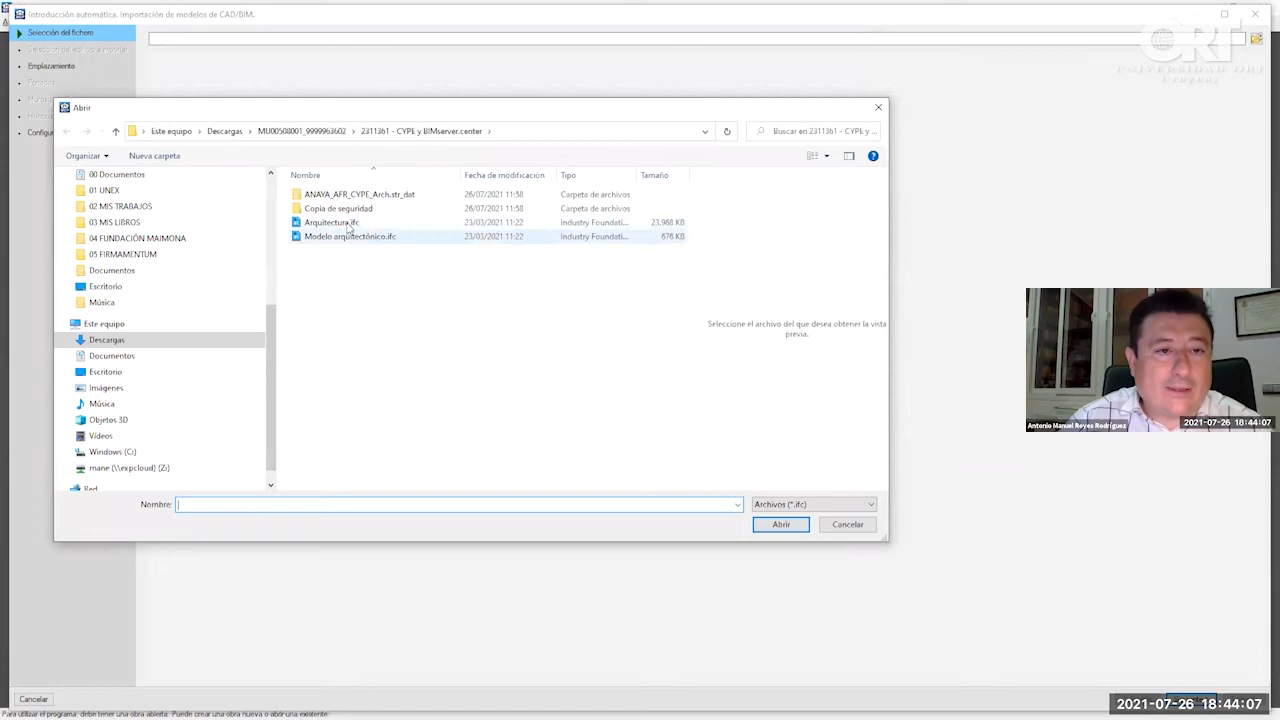 Introducción automática. Importación de modelos de CAD/BIM.
Selección del fichero
Selección del edificio a importar
Emplazamiento
Configur
ORT
UNIVERSIDAD ORT
Uruguay
Abrir
Este equipo > Descargas > MU00508001_9999963602 > 2311361 - CYPE y BIMserver.center >
Buscar en 2311361 - CYPE y ...
Organizar
Nueva carpeta
Nombre
Fecha de modificación
Tipo
Tamaño
ANAYA_AFR_CYPE_Arch.str_dat 26/07/2021 11:58 Carpeta de archivos
Copia de seguridad 26/07/2021 11:58 Carpeta de archivos
Arquitectura.ifc 23/03/2021 11:22 Industry Foundati... 23.968 KB
Modelo arquitectónico.ifc 23/03/2021 11:22 Industry Foundati... 676 KB
00 Documentos
01 UNEX
02 MIS TRABAJOS
03 MIS LIBROS
04 FUNDACIÓN MAIMONA
05 FIRMAMENTUM
Documentos
Escritorio
Música
Este equipo
Descargas
Documentos
Escritorio
Imágenes
Música
Objetos 3D
Vídeos
Windows (C:)
mane (\\expcloud) (Z:)
Red
Seleccione el archivo del que desea obtener la vista
previa.
Nombre:
Archivos (*.ifc)
Abrir
Cancelar
Antonio Manuel Reyes Rodríguez
2021-07-26 18:44:07
Cancelar
2021-07-26 18:44:07
Para utilizar el programa, debe tener una obra abierta. Puede crear una obra nueva o abrir una existente.